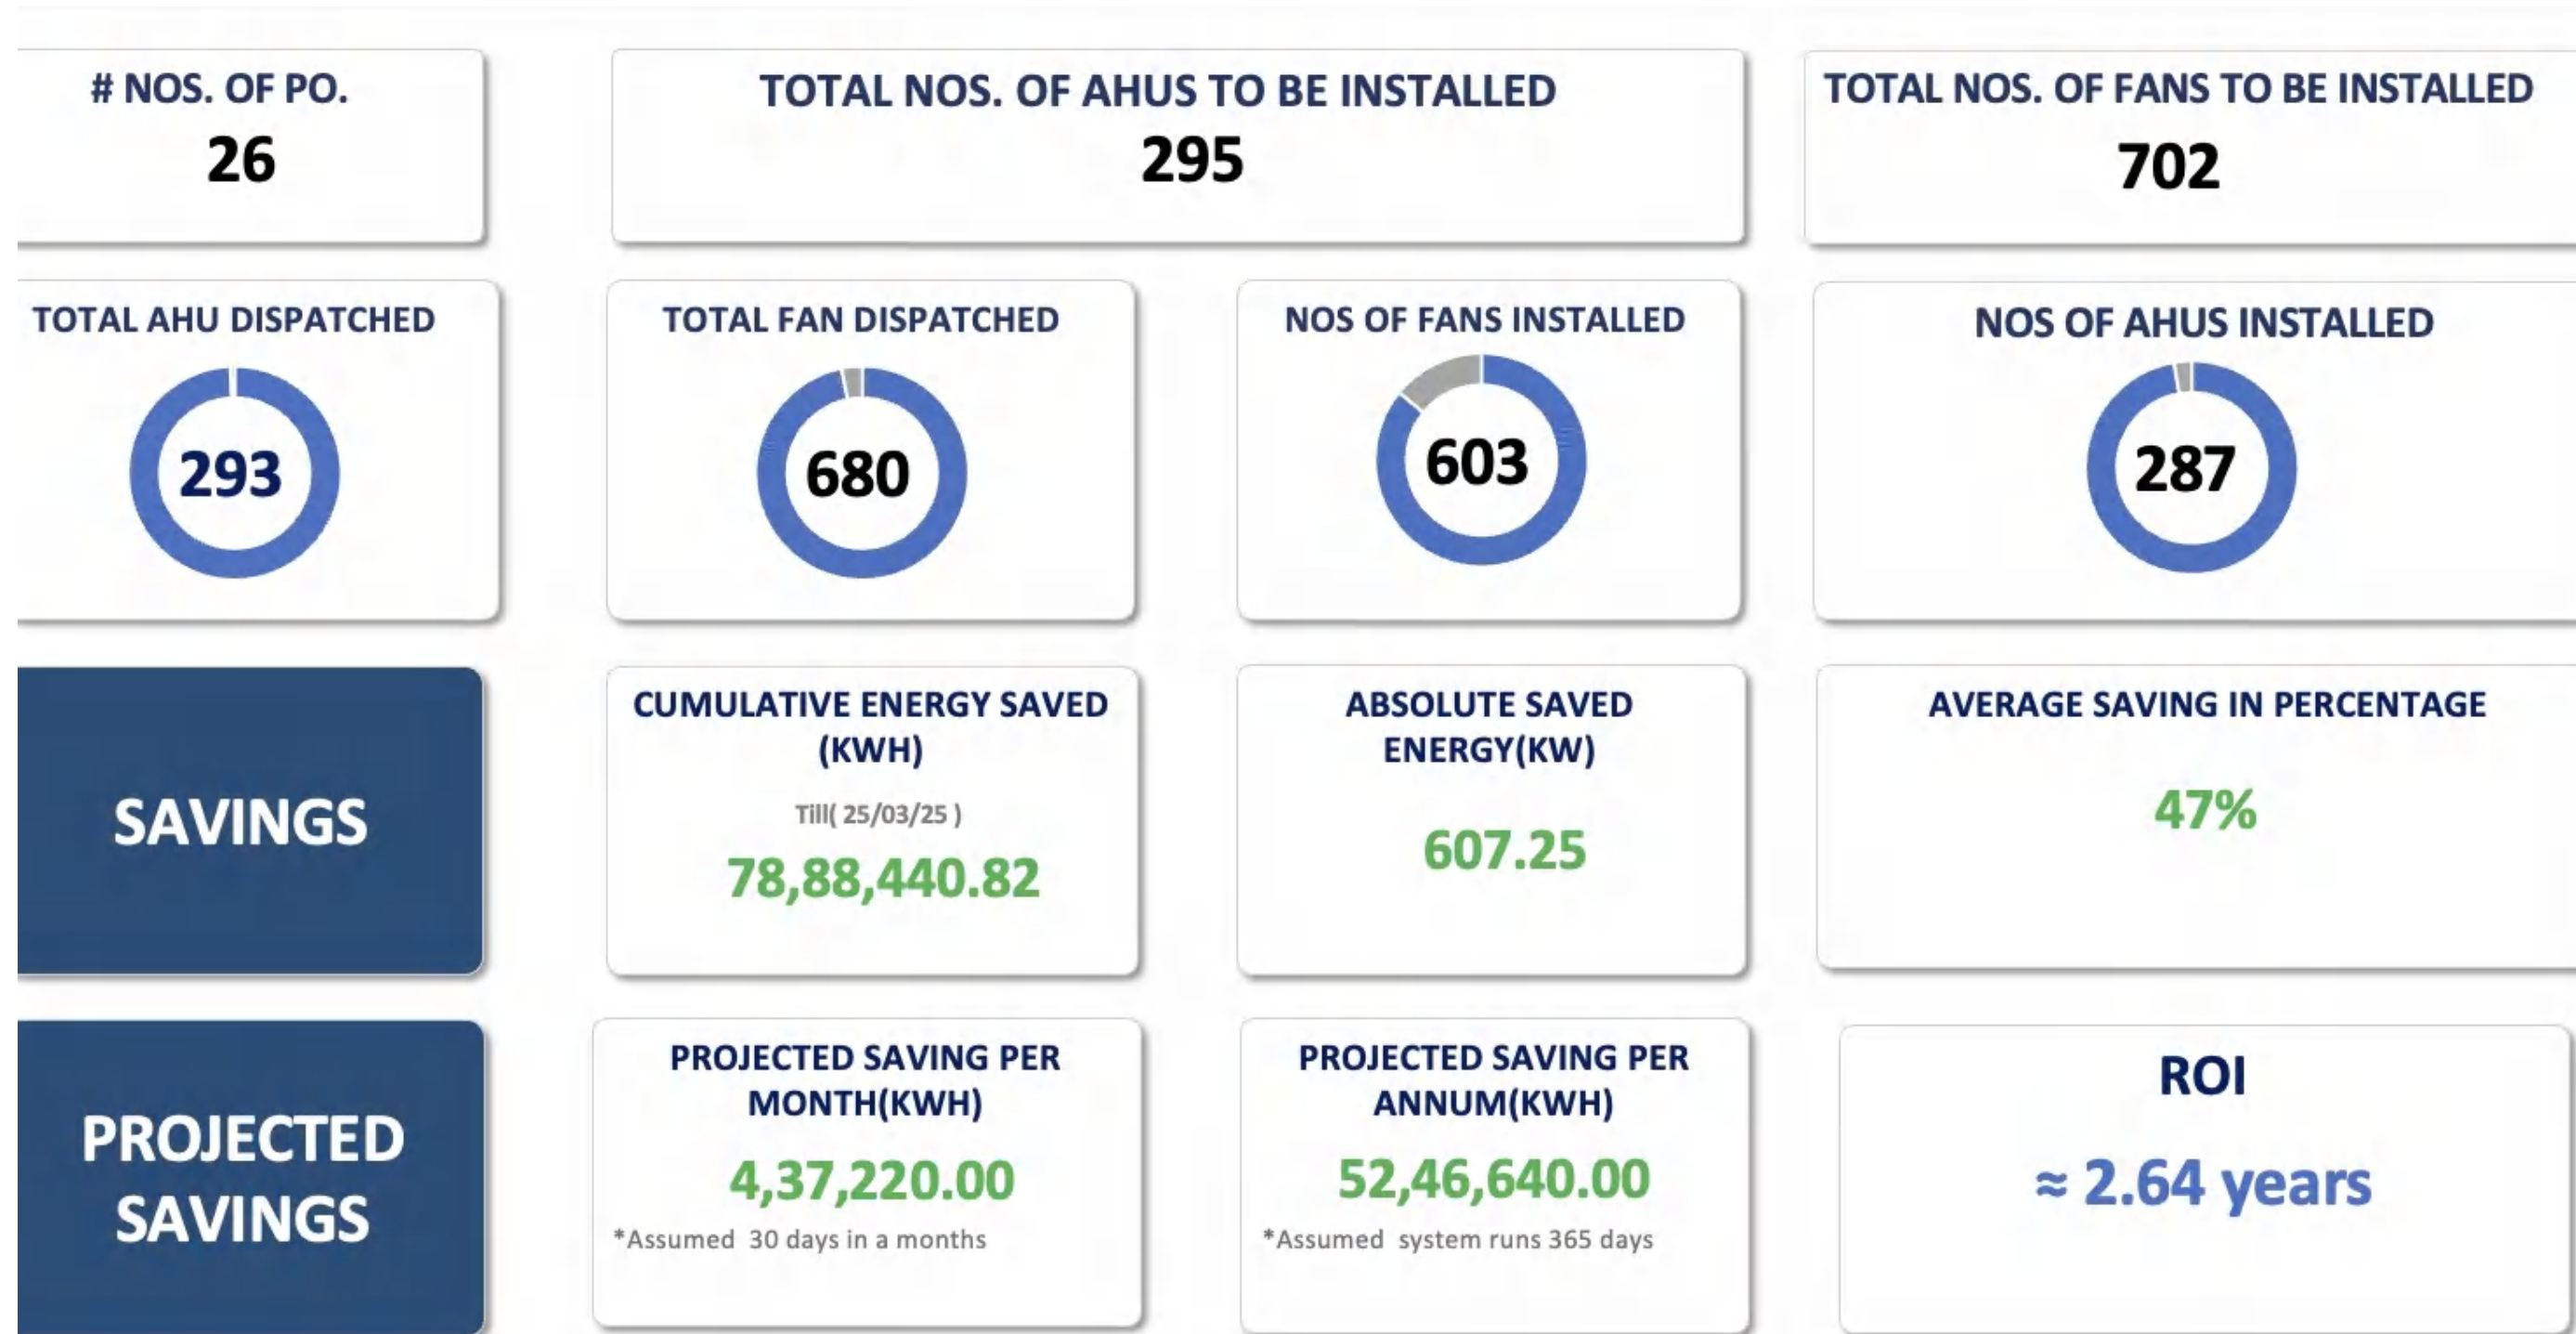 # NOS. OF PO.
26
TOTAL NOS. OF AHUS TO BE INSTALLED
295
TOTAL NOS. OF FANS TO BE INSTALLED
702
TOTAL AHU DISPATCHED
293
TOTAL FAN DISPATCHED
680
NOS OF FANS INSTALLED
603
NOS OF AHUS INSTALLED
287
SAVINGS
CUMULATIVE ENERGY SAVED
(KWH)
Till( 25/03/25 )
78,88,440.82
ABSOLUTE SAVED
ENERGY(KW)
607.25
AVERAGE SAVING IN PERCENTAGE
47%
PROJECTED
SAVINGS
PROJECTED SAVING PER
MONTH(KWH)
4,37,220.00
*Assumed 30 days in a months
PROJECTED SAVING PER
ANNUM(KWH)
52,46,640.00
*Assumed system runs 365 days
ROI
≈ 2.64 years